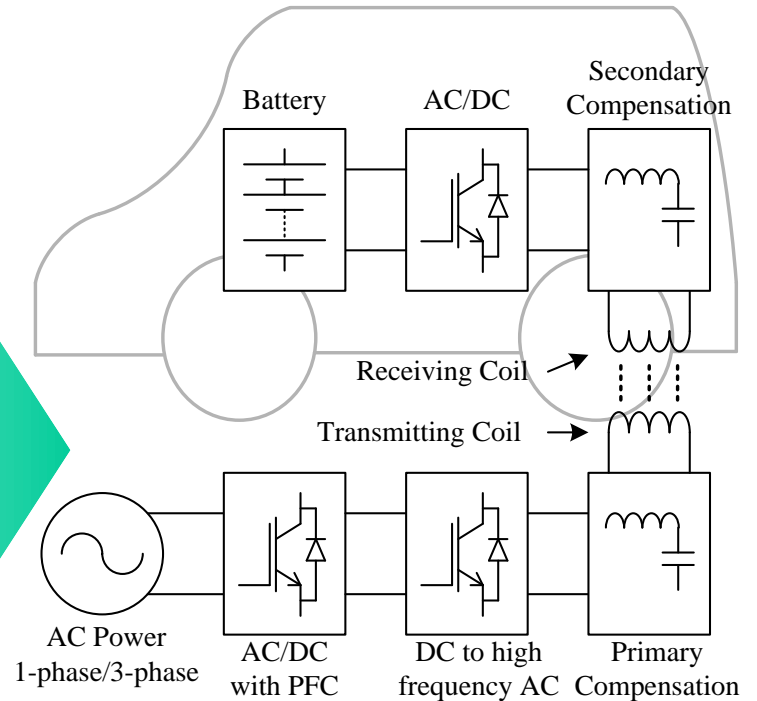 Battery
AC/DC
Secondary
Compensation
Receiving Coil
Transmitting Coil
AC Power
1-phase/3-phase
AC/DC
with PFC
DC to high
frequency AC
Primary
Compensation